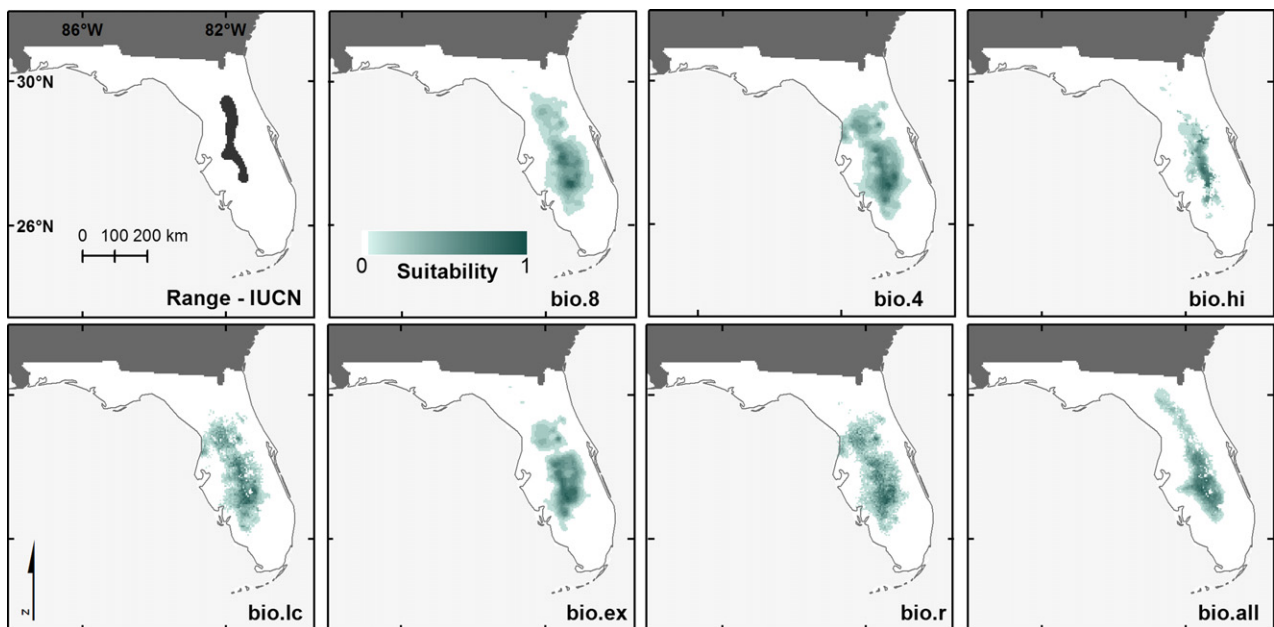 86°W 82°W
30°N
26°N
0 100 200 km
Range - IUCN
0 1
Suitability
bio.8
bio.4
bio.hi
N
bio.lc
bio.ex
bio.r
bio.all